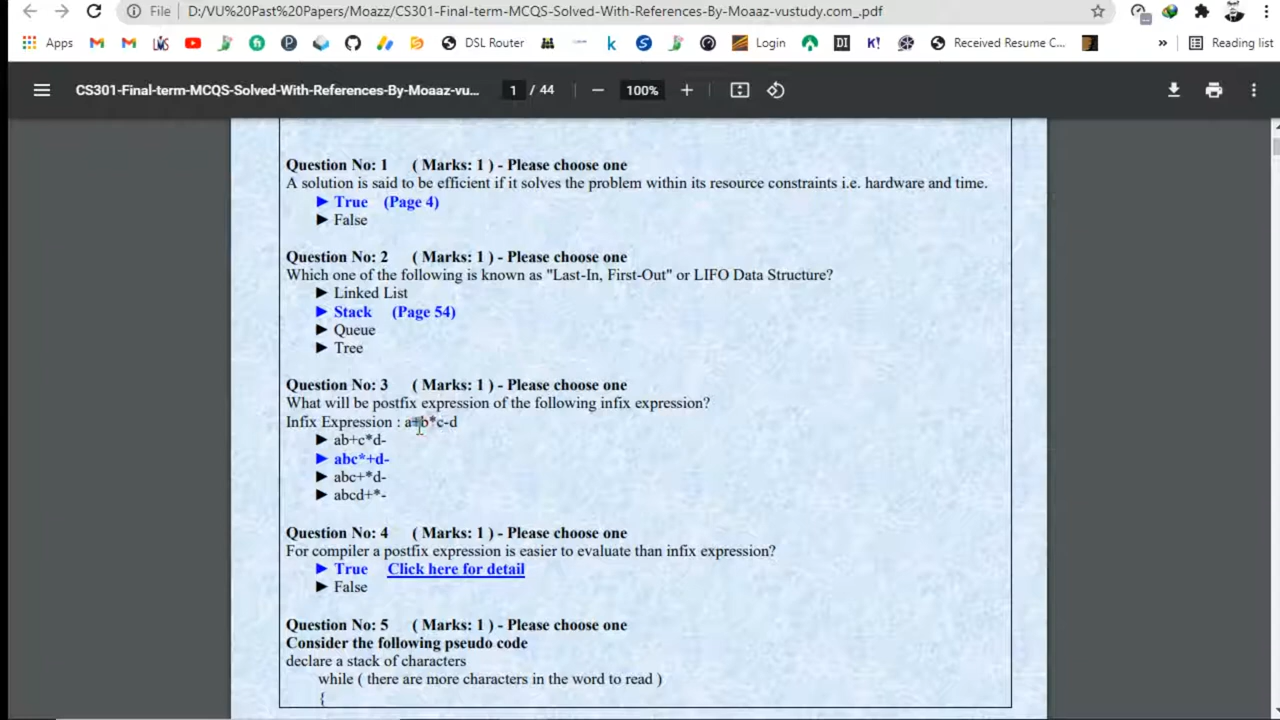 File D:/VU%20Past%20Papers/Moazz/CS301-Final-term-MCQS-Solved-With-References-By-Moaaz-vustudy.com_.pdf
Apps DSL Router Login Received Resume C... » Reading list
CS301-Final-term-MCQS-Solved-With-References-By-Moaaz-vu... 1 / 44 100%
Question No: 1 ( Marks: 1 ) - Please choose one
A solution is said to be efficient if it solves the problem within its resource constraints i.e. hardware and time.
► True (Page 4)
► False
Question No: 2 ( Marks: 1 ) - Please choose one
Which one of the following is known as "Last-In, First-Out" or LIFO Data Structure?
► Linked List
► Stack (Page 54)
► Queue
► Tree
Question No: 3 ( Marks: 1 ) - Please choose one
What will be postfix expression of the following infix expression?
Infix Expression : a+b*c-d
► ab+c*d-
► abc*+d-
► abc+*d-
► abcd+*-
Question No: 4 ( Marks: 1 ) - Please choose one
For compiler a postfix expression is easier to evaluate than infix expression?
► True Click here for detail
► False
Question No: 5 ( Marks: 1 ) - Please choose one
Consider the following pseudo code
declare a stack of characters
while ( there are more characters in the word to read )
{